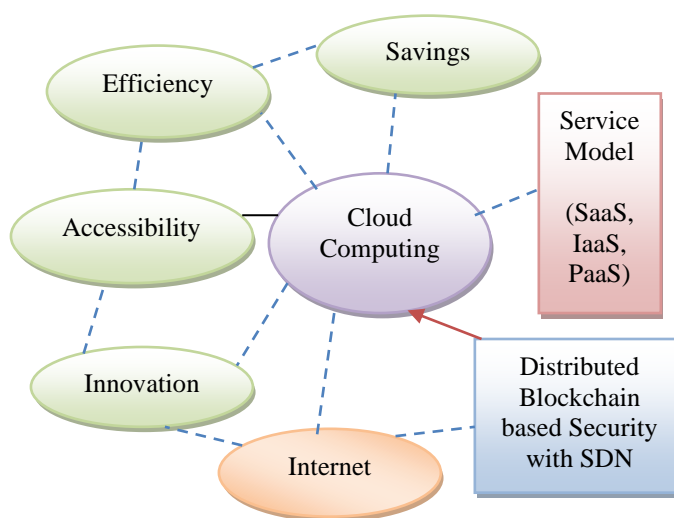 Savings
Efficiency
Service
Model
(SaaS,
IaaS,
PaaS)
Accessibility
Cloud
Computing
Innovation
Distributed
Blockchain
based Security
with SDN
Internet